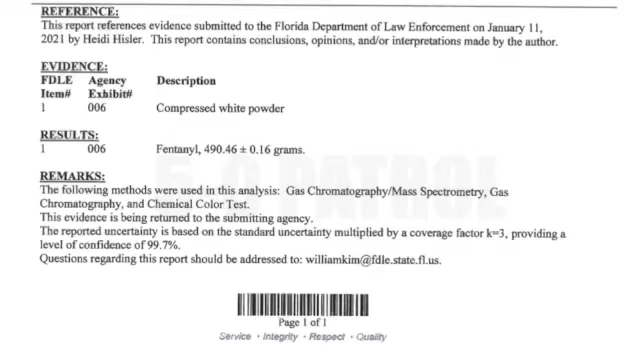 REFERENCE:
This report references evidence submitted to the Florida Department of Law Enforcement on January 11,
2021 by Heidi Hisler. This report contains conclusions, opinions, and/or interpretations made by the author.
EVIDENCE:
FDLE Agency Description
Item# Exhibit#
1 006 Compressed white powder
RESULTS:
1 006 Fentanyl, 490.46 ± 0.16 grams.
REMARKS:
The following methods were used in this analysis: Gas Chromatography/Mass Spectrometry, Gas
Chromatography, and Chemical Color Test.
This evidence is being returned to the submitting agency.
The reported uncertainty is based on the standard uncertainty multiplied by a coverage factor k=3, providing a
level of confidence of 99.7%.
Questions regarding this report should be addressed to: williamkim@fdle.state.fl.us.
Page 1 of 1
Service • Integrity • Respect • Quality